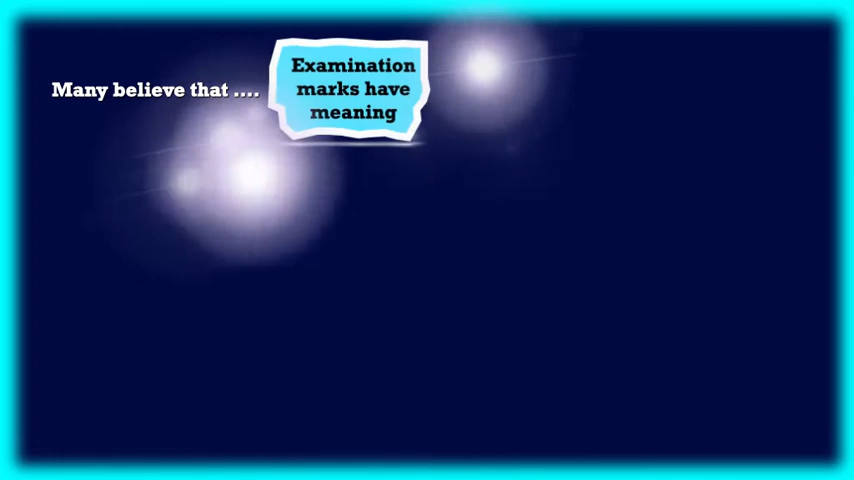 Many believe that ....
Examination
marks have
meaning